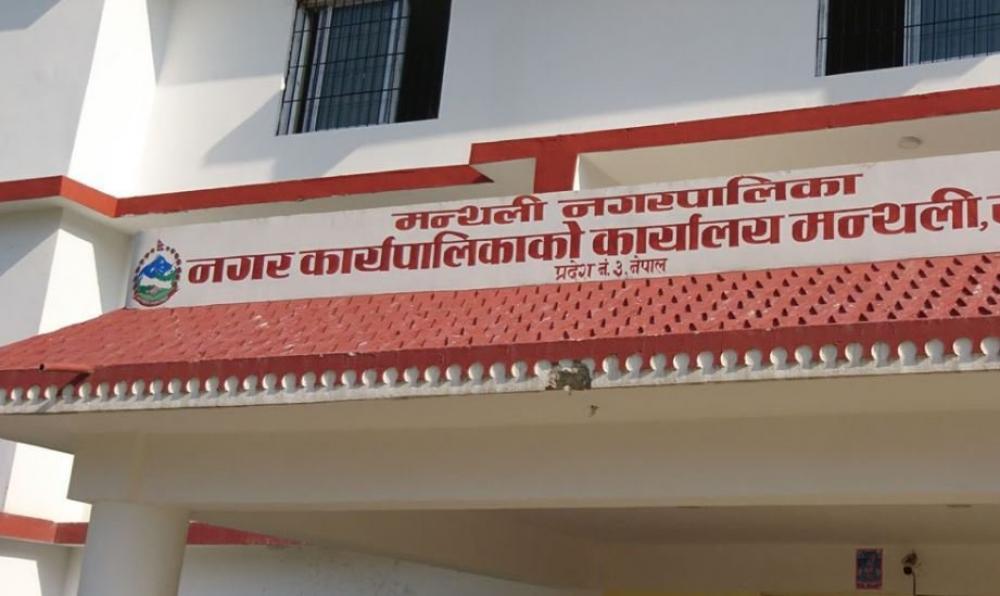 मन्थली नगरपालिका
नगर कार्यपालिकाको कार्यालय मन्थली,
प्रदेश नं. ३, नेपाल